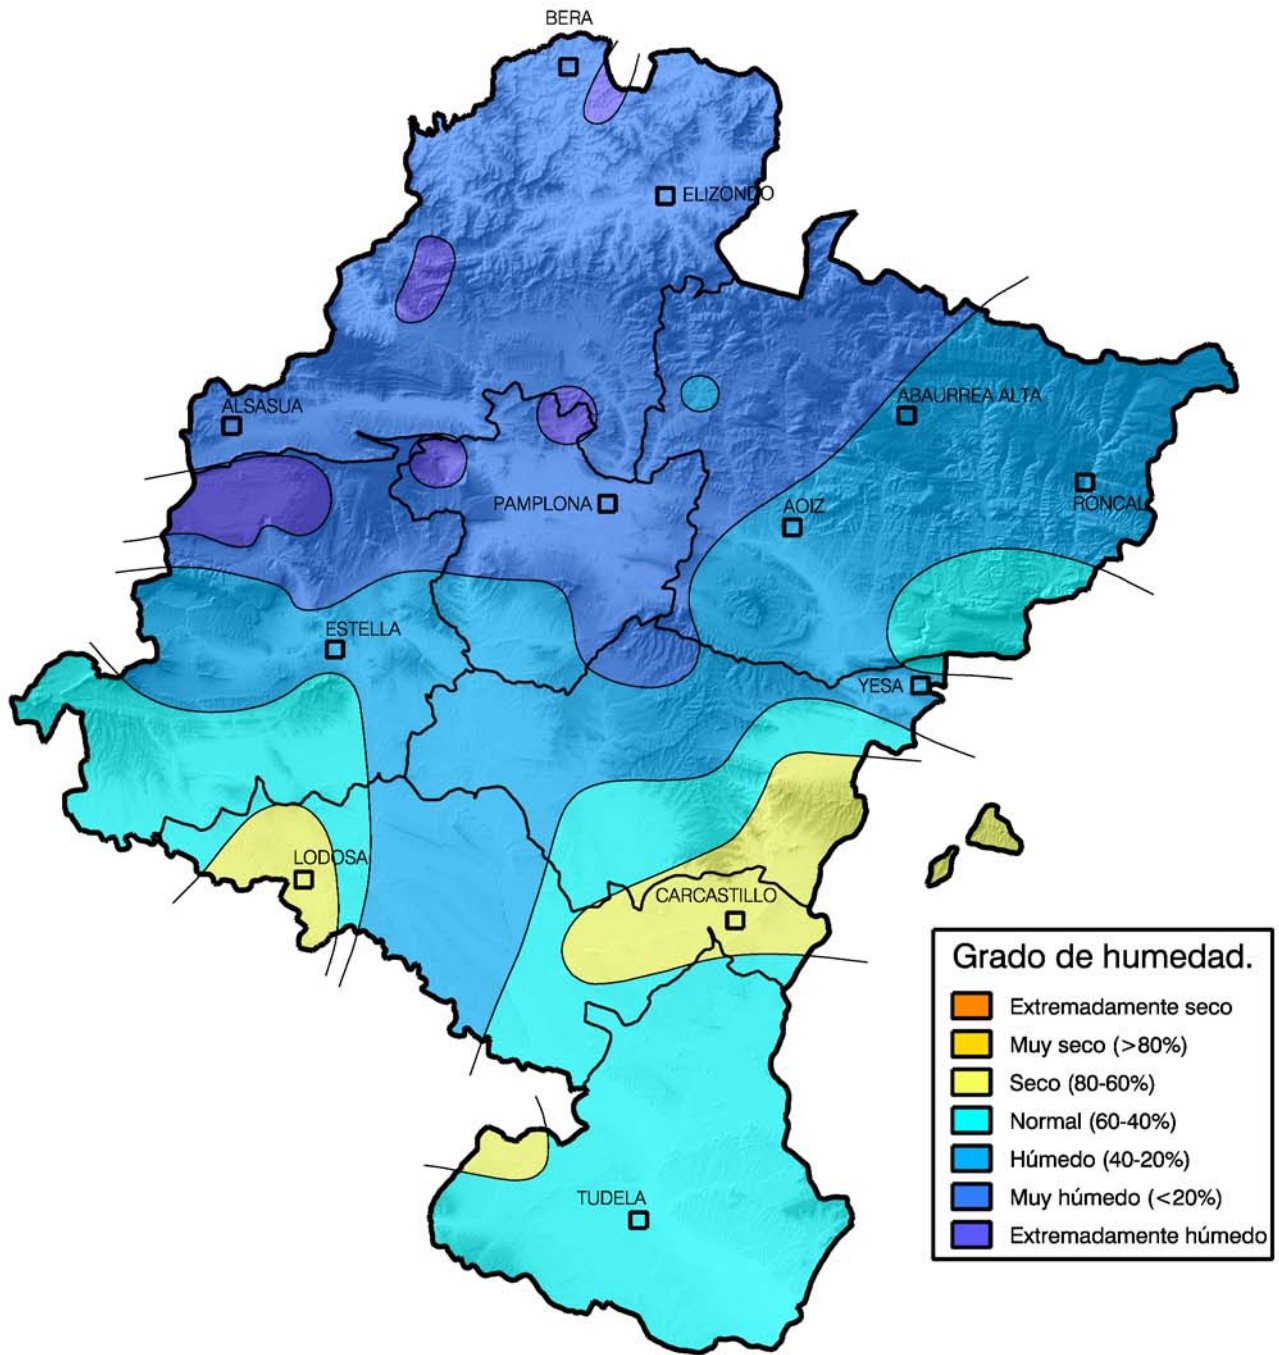 BERA
ELIZONDO
ALSASUA
ABAURREA ALTA
PAMPLONA
AOIZ
RONCAL
ESTELLA
YESA
LODOSA
CARCASTILLO
TUDELA
Grado de humedad.
Extremadamente seco
Muy seco (>80%)
Seco (80-60%)
Normal (60-40%)
Húmedo (40-20%)
Muy húmedo (<20%)
Extremadamente húmedo